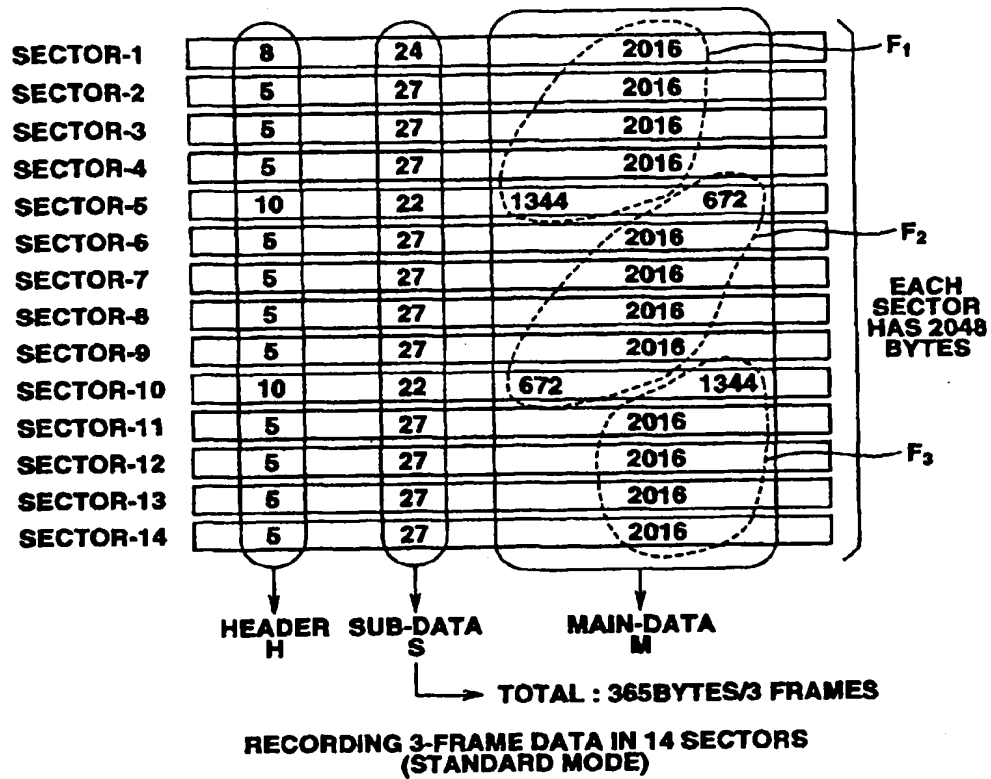 SECTOR-1 8 24 2016 F1
SECTOR-2 5 27 2016
SECTOR-3 5 27 2016
SECTOR-4 5 27 2016
SECTOR-5 10 22 1344 672
SECTOR-6 5 27 2016 F2
SECTOR-7 5 27 2016
SECTOR-8 5 27 2016
SECTOR-9 5 27 2016
SECTOR-10 10 22 672 1344
SECTOR-11 5 27 2016
SECTOR-12 5 27 2016 F3
SECTOR-13 5 27 2016
SECTOR-14 5 27 2016
EACH
SECTOR
HAS 2048
BYTES
HEADER
H
SUB-DATA
S
MAIN-DATA
M
TOTAL : 365BYTES/3 FRAMES
RECORDING 3-FRAME DATA IN 14 SECTORS
(STANDARD MODE)